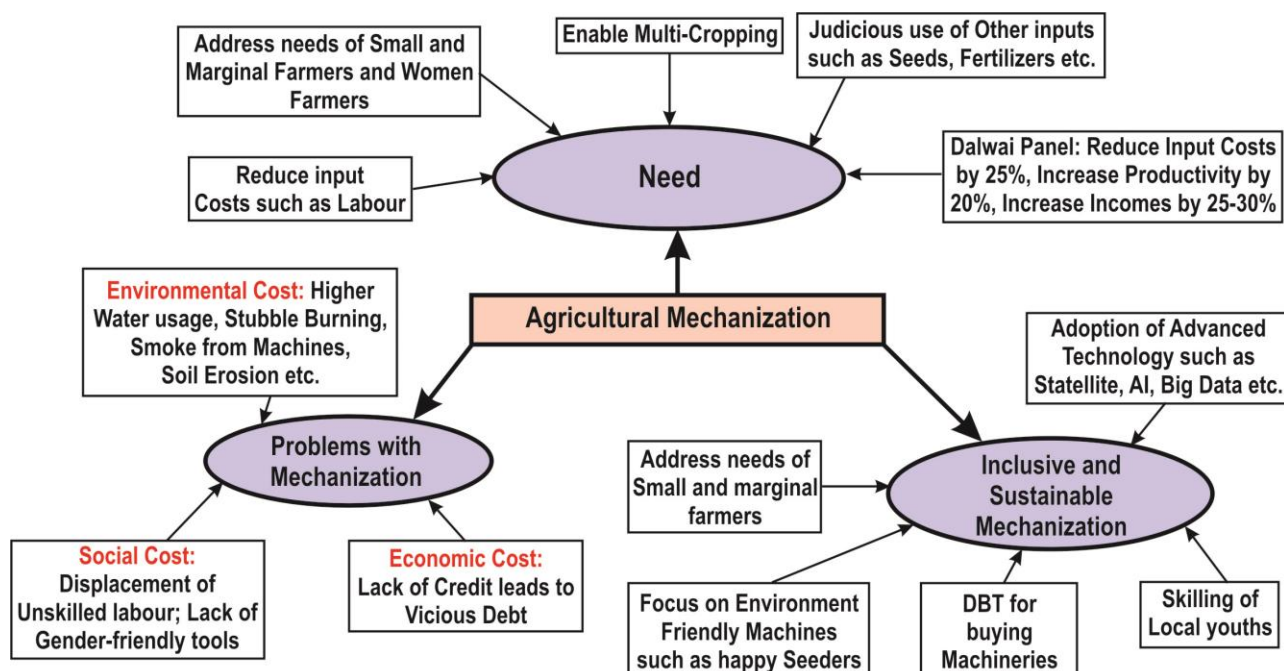 Address needs of Small and
Marginal Farmers and Women
Farmers
Enable Multi-Cropping
Judicious use of Other inputs
such as Seeds, Fertilizers etc.
Reduce input
Costs such as Labour
Need
Dalwai Panel: Reduce Input Costs
by 25%, Increase Productivity by
20%, Increase Incomes by 25-30%
Agricultural Mechanization
Environmental Cost: Higher
Water usage, Stubble Burning,
Smoke from Machines,
Soil Erosion etc.
Problems with
Mechanization
Social Cost:
Displacement of
Unskilled labour; Lack of
Gender-friendly tools
Economic Cost:
Lack of Credit leads to
Vicious Debt
Adoption of Advanced
Technology such as
Statellite, AI, Big Data etc.
Address needs of
Small and marginal
farmers
Inclusive and
Sustainable
Mechanization
Focus on Environment
Friendly Machines
such as happy Seeders
DBT for
buying
Machineries
Skilling of
Local youths